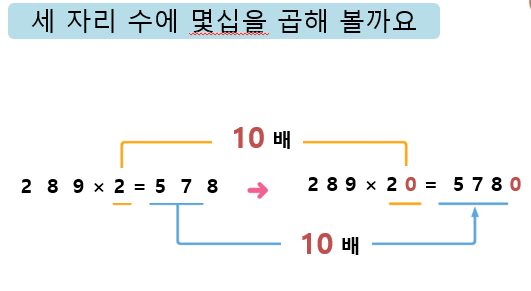 세 자리 수에 몇십을 곱해 볼까요
10 배
2 8 9 × 2 = 5 7 8 ➜ 2 8 9 × 2 0 = 5 7 8 0
10 배